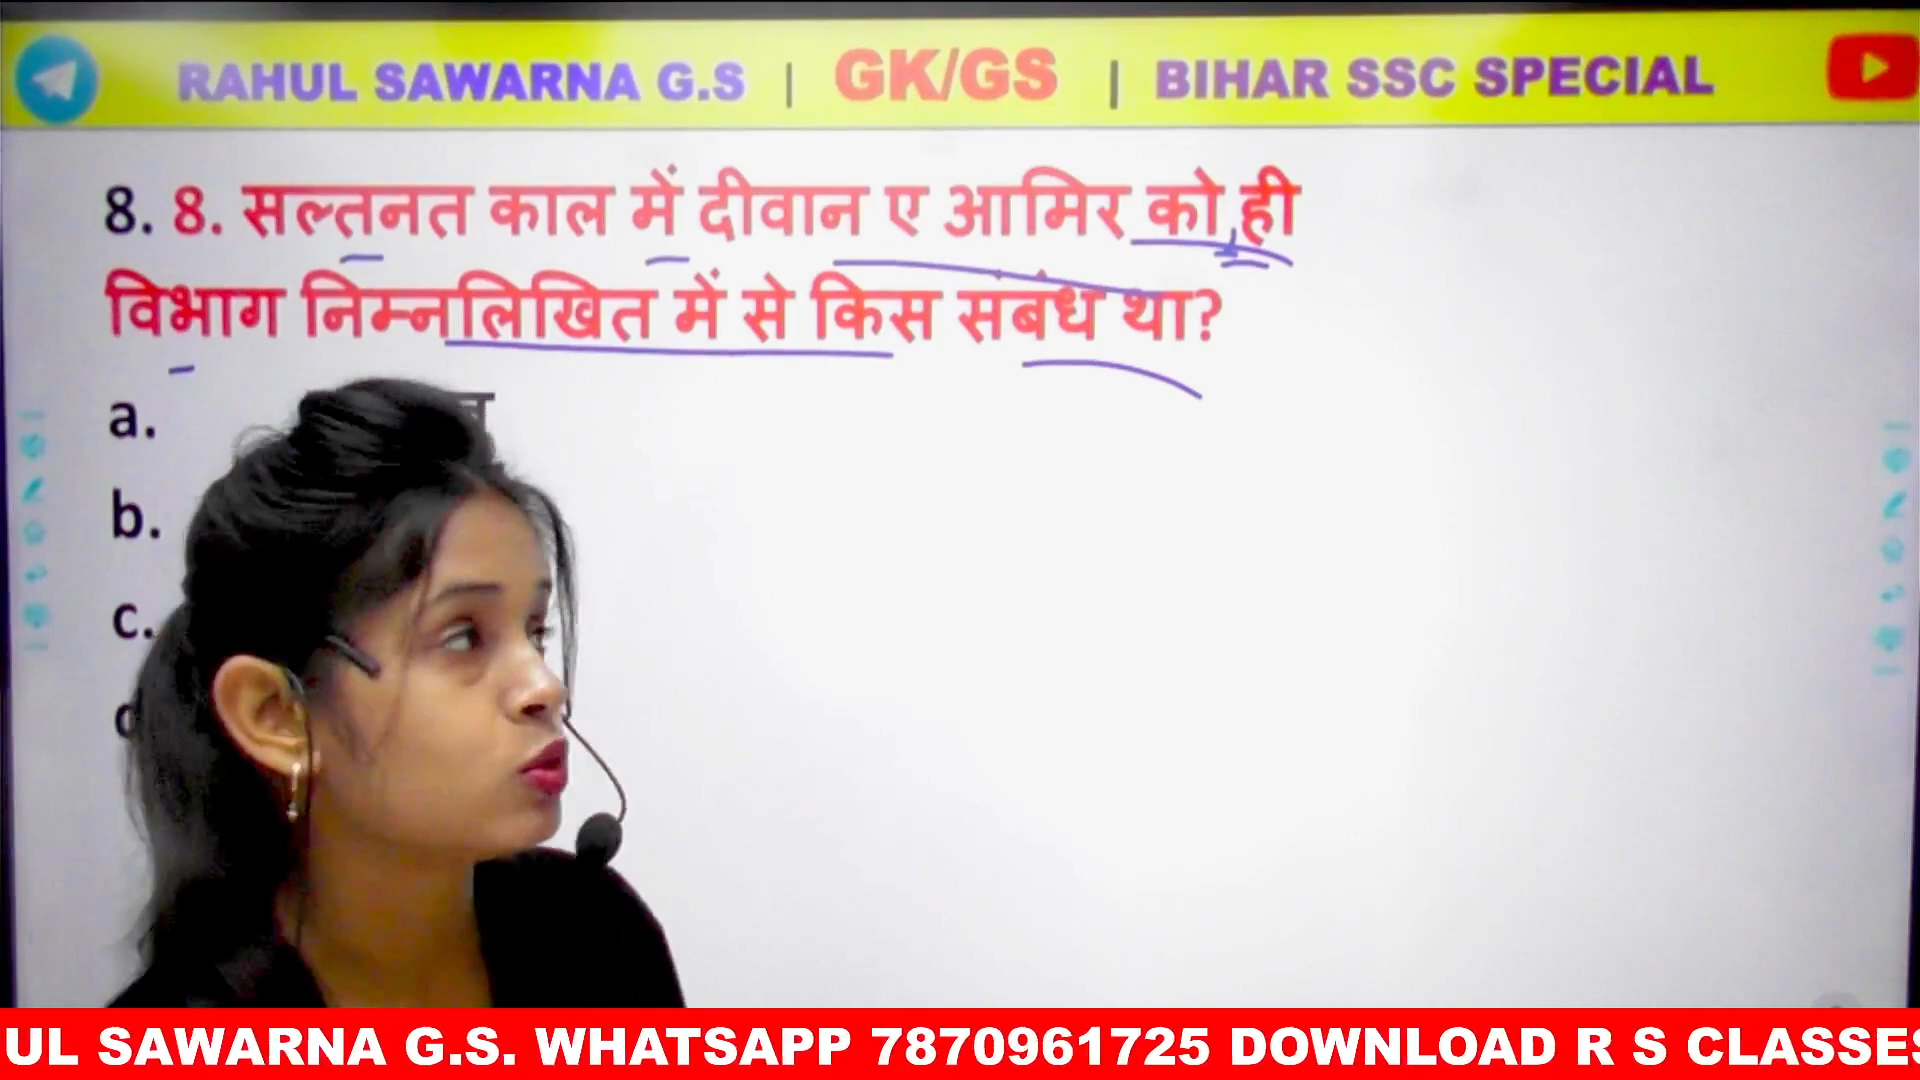 RAHUL SAWARNA G.S | GK/GS | BIHAR SSC SPECIAL
8. 8. सल्तनत काल में दीवान ए आमिर को ही
विभाग निम्नलिखित में से किस सबंध था?
a.
b.
c.
UL SAWARNA G.S. WHATSAPP 7870961725 DOWNLOAD R S CLASSES